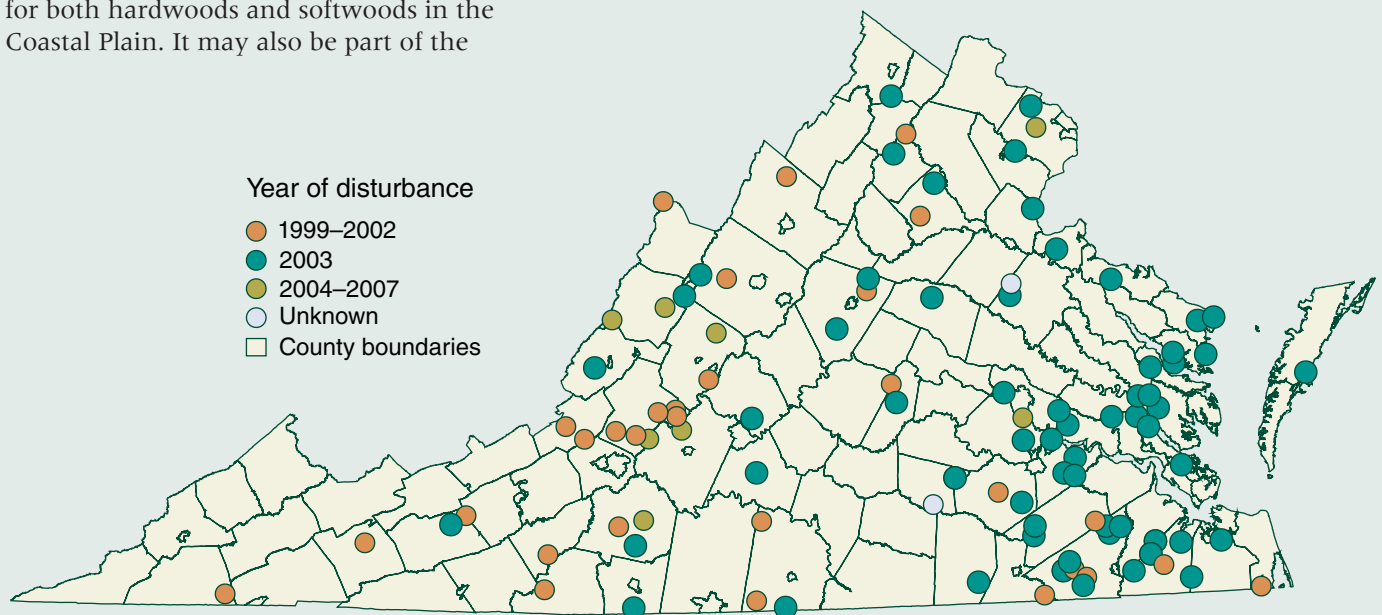 for both hardwoods and softwoods in the
Coastal Plain. It may also be part of the
Year of disturbance
1999–2002
2003
2004–2007
Unknown
County boundaries